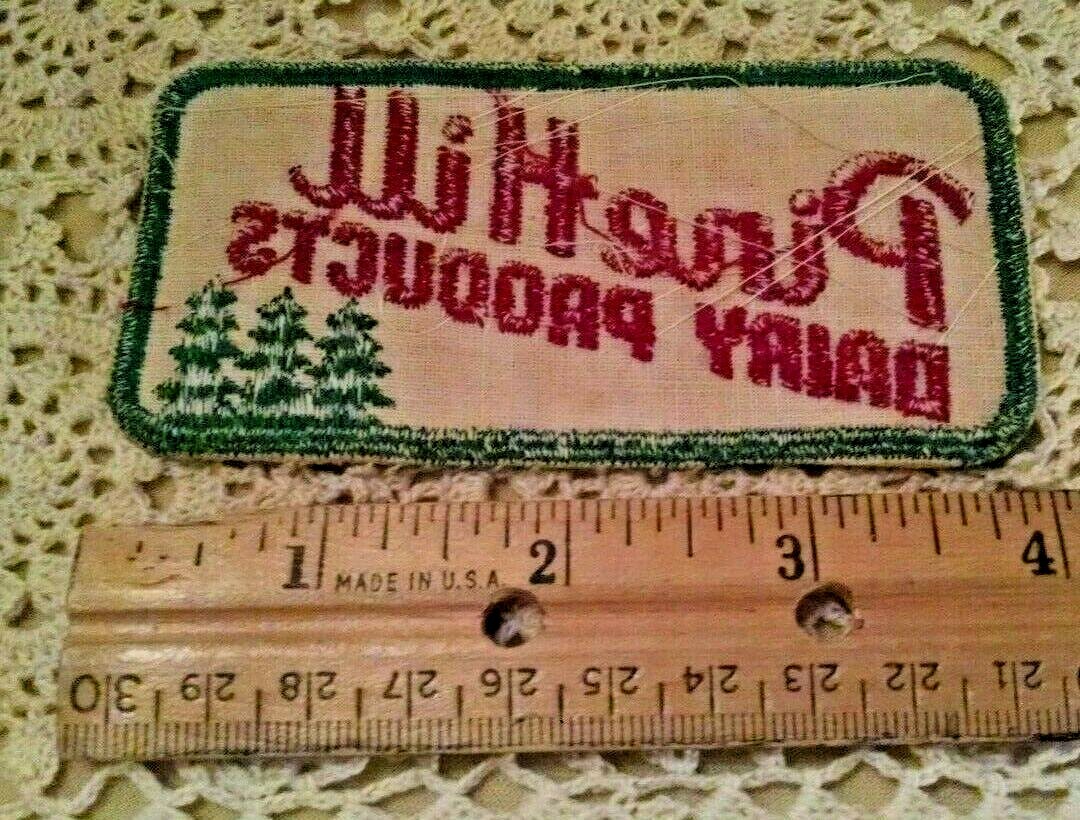 Pine Hill
DAIRY PRODUCTS
1 2 3 4
MADE IN U.S.A.
30 29 28 27 26 25 24 23 22 21